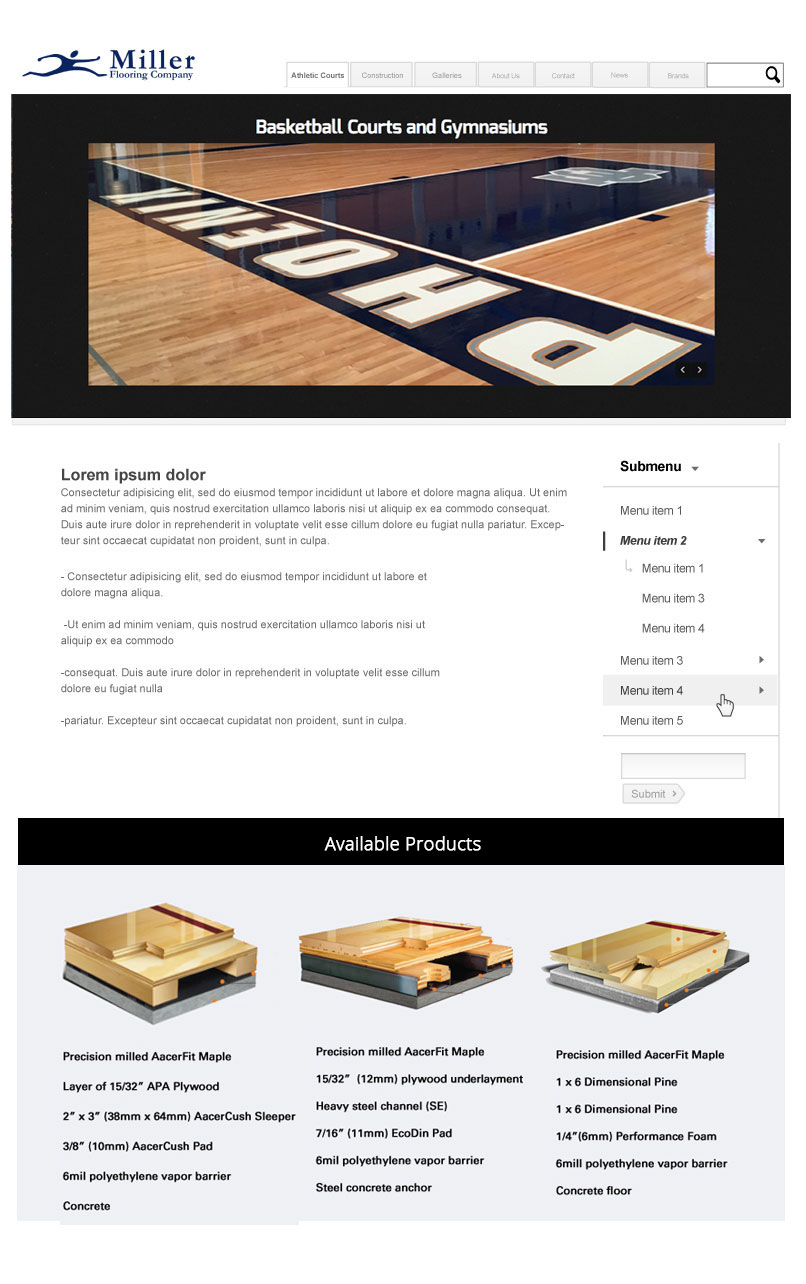 Miller
Flooring Company
Athletic Courts
Construction
Galleries
About Us
Contact
News
Brands
Basketball Courts and Gymnasiums
PHOENIX
Lorem ipsum dolor
Consectetur adipisicing elit, sed do eiusmod tempor incididunt ut labore et dolore magna aliqua. Ut enim
ad minim veniam, quis nostrud exercitation ullamco laboris nisi ut aliquip ex ea commodo consequat.
Duis aute irure dolor in reprehenderit in voluptate velit esse cillum dolore eu fugiat nulla pariatur. Excep-
teur sint occaecat cupidatat non proident, sunt in culpa.
- Consectetur adipisicing elit, sed do eiusmod tempor incididunt ut labore et
dolore magna aliqua.
-Ut enim ad minim veniam, quis nostrud exercitation ullamco laboris nisi ut
aliquip ex ea commodo
-consequat. Duis aute irure dolor in reprehenderit in voluptate velit esse cillum
dolore eu fugiat nulla
-pariatur. Excepteur sint occaecat cupidatat non proident, sunt in culpa.
Submenu
Menu item 1
Menu item 2
Menu item 1
Menu item 3
Menu item 4
Menu item 3
Menu item 4
Menu item 5
Submit
Available Products
Precision milled AacerFit Maple
Layer of 15/32” APA Plywood
2” x 3” (38mm x 64mm) AacerCush Sleeper
3/8” (10mm) AacerCush Pad
6mil polyethylene vapor barrier
Concrete
Precision milled AacerFit Maple
15/32” (12mm) plywood underlayment
Heavy steel channel (SE)
7/16” (11mm) EcoDin Pad
6mil polyethylene vapor barrier
Steel concrete anchor
Precision milled AacerFit Maple
1 x 6 Dimensional Pine
1 x 6 Dimensional Pine
1/4”(6mm) Performance Foam
6mill polyethylene vapor barrier
Concrete floor